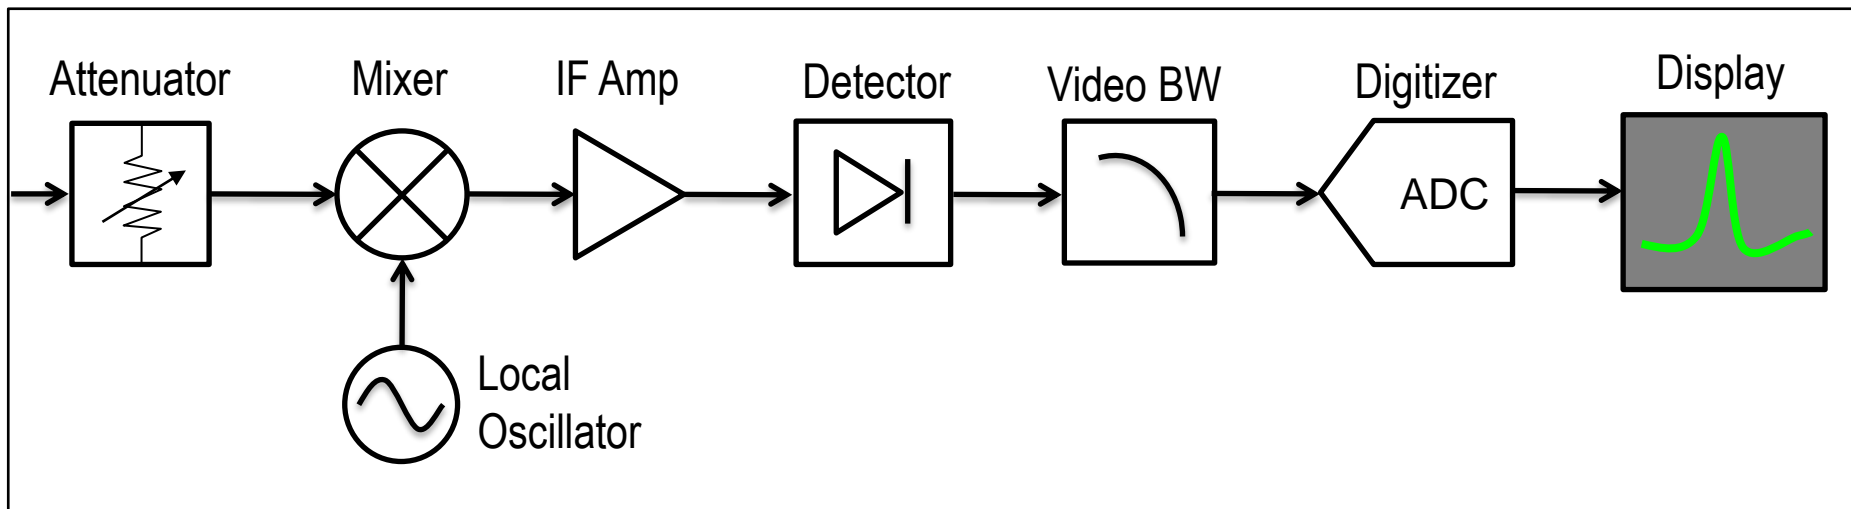 Attenuator
Mixer
IF Amp
Detector
Video BW
Digitizer
Display
ADC
Local
Oscillator